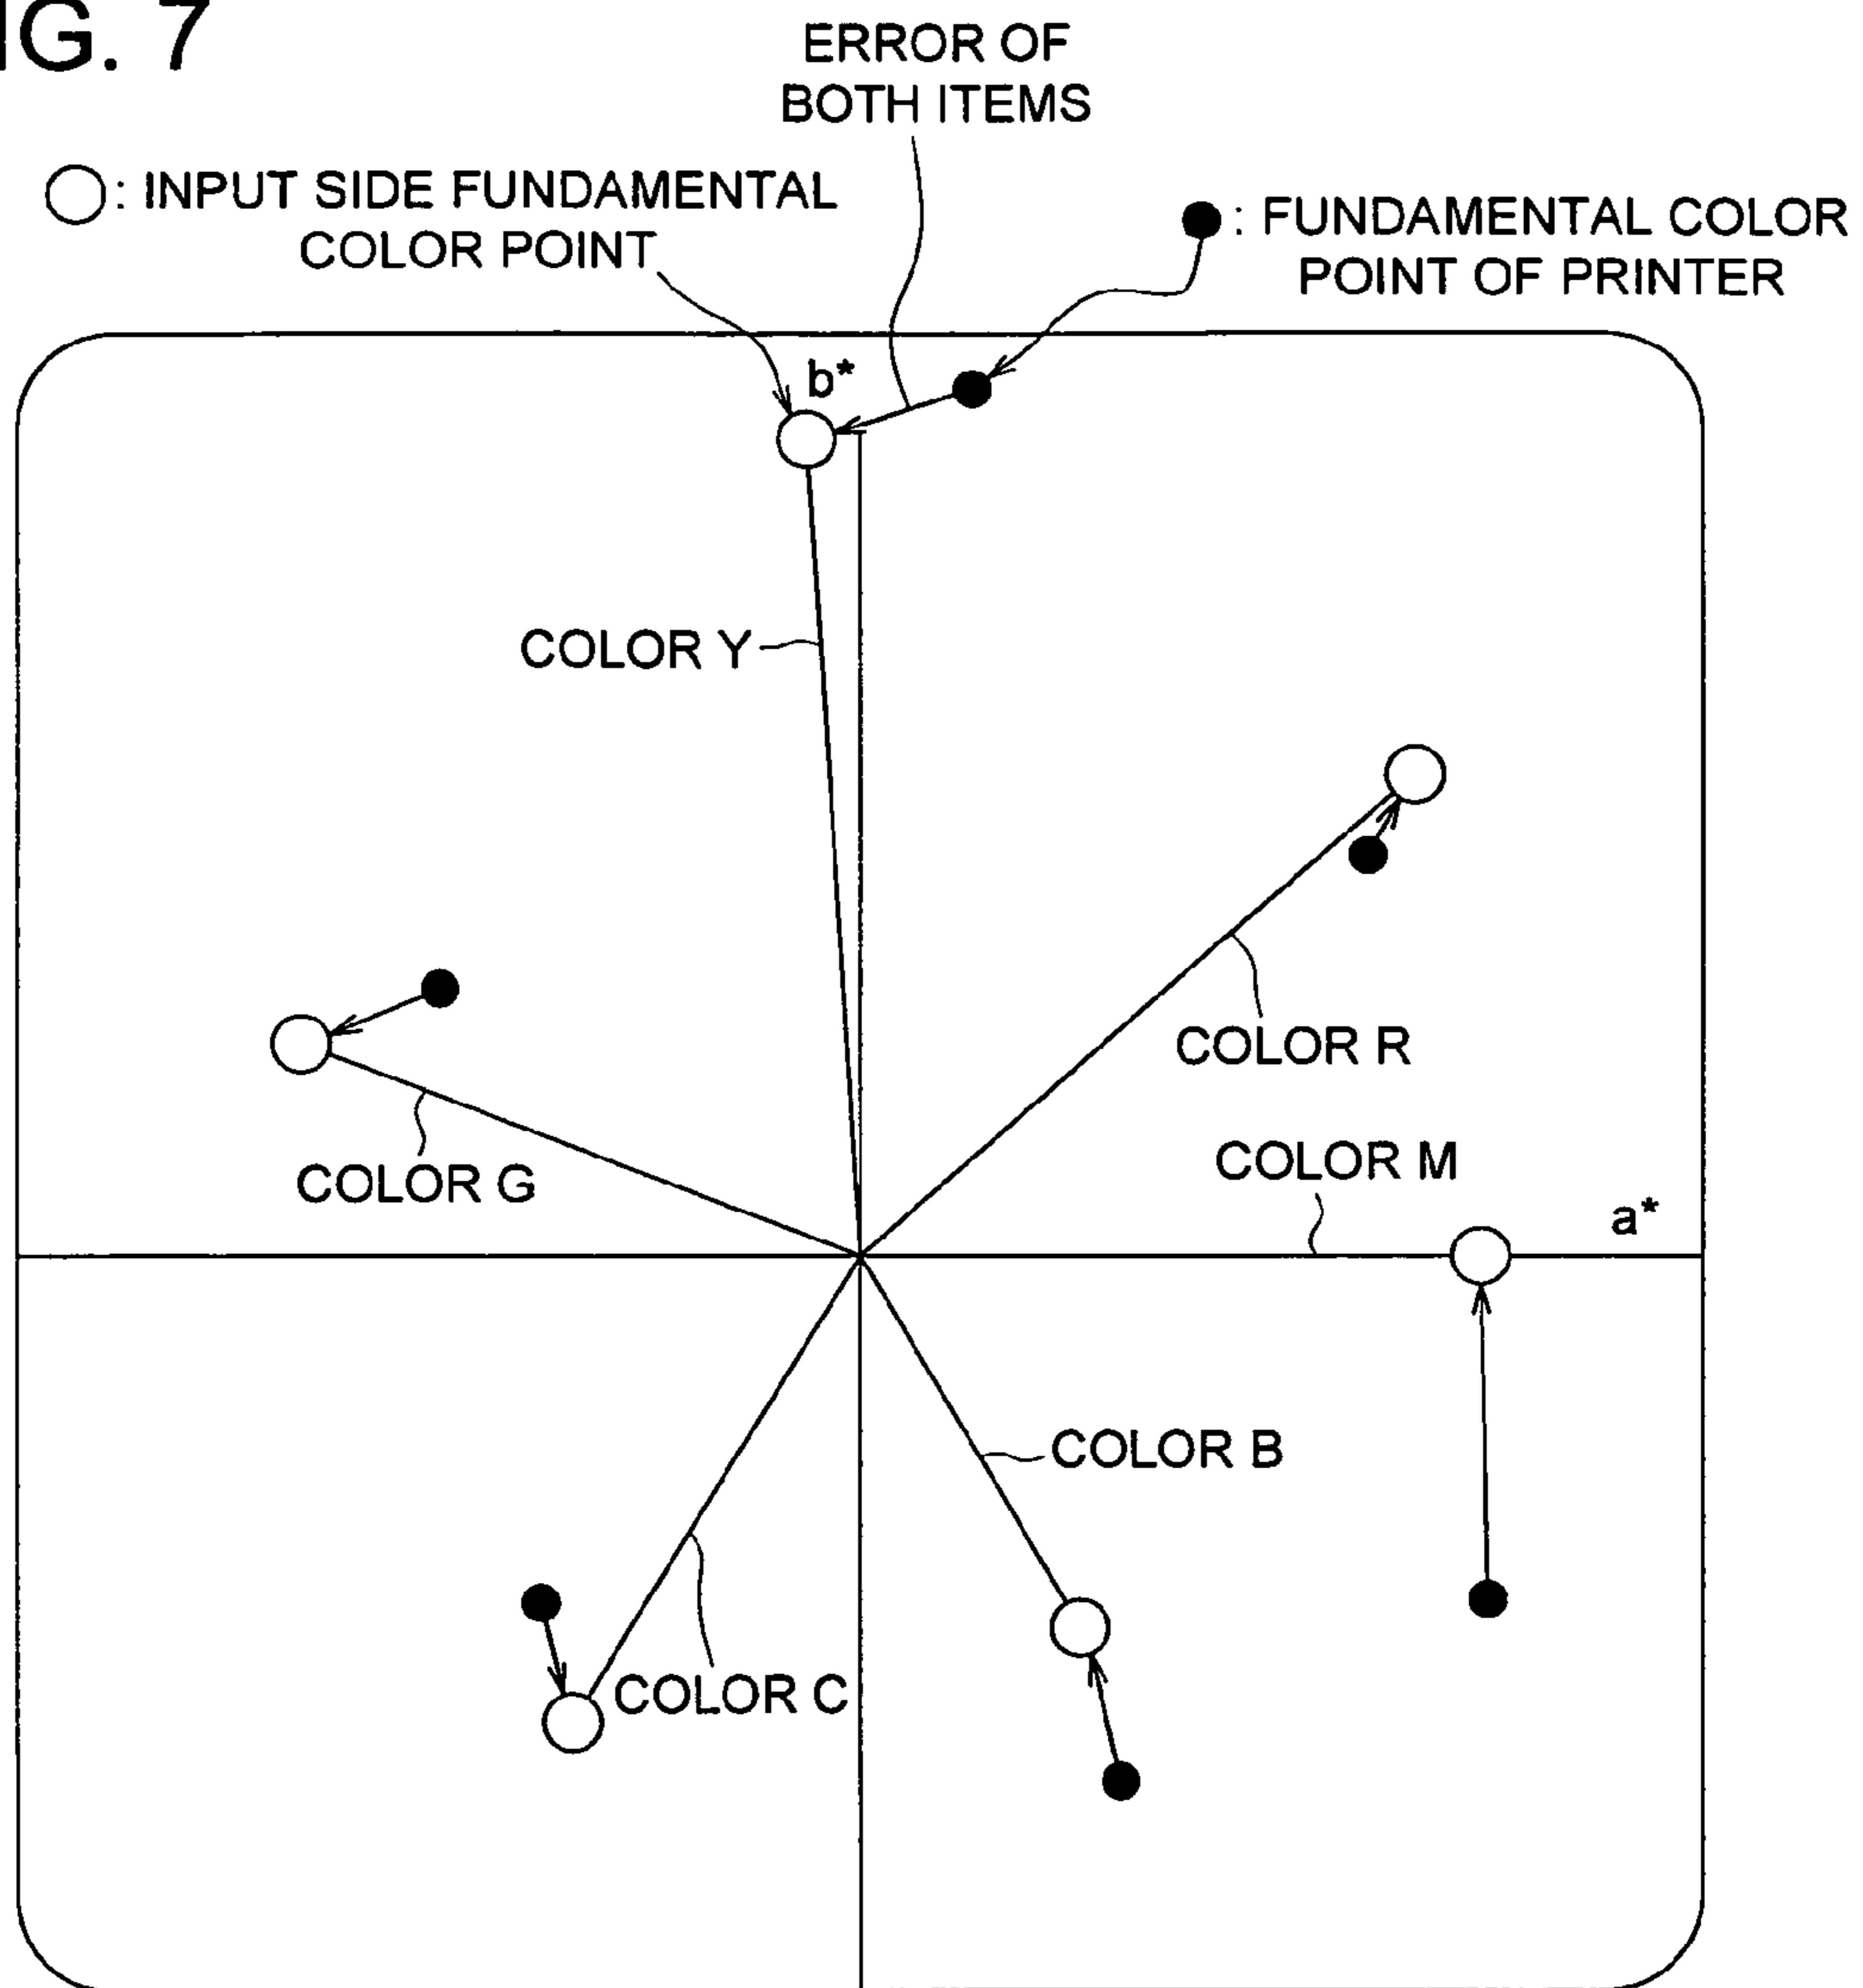 IG. 7
ERROR OF
BOTH ITEMS
○: INPUT SIDE FUNDAMENTAL
COLOR POINT
●: FUNDAMENTAL COLOR
POINT OF PRINTER
b*
COLOR Y
COLOR R
COLOR G
COLOR M
a*
COLOR B
COLOR C